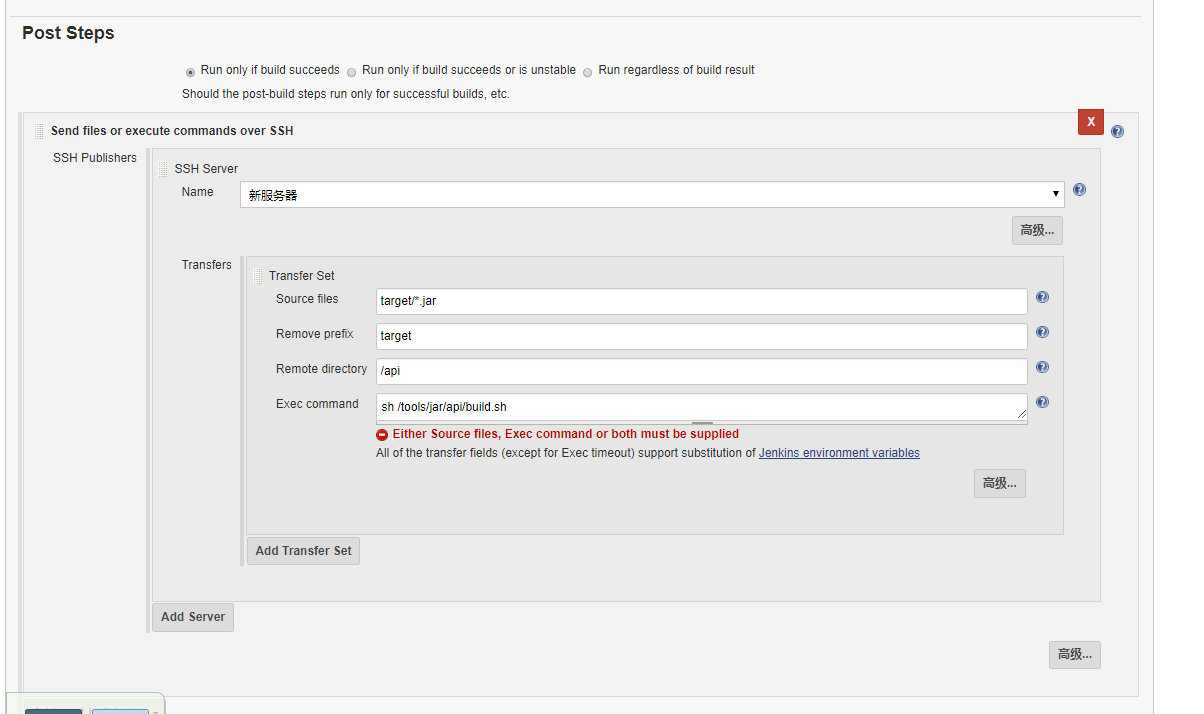 Post Steps
Run only if build succeeds Run only if build succeeds or is unstable Run regardless of build result
Should the post-build steps run only for successful builds, etc.
X
Send files or execute commands over SSH
SSH Publishers
SSH Server
Name
新服务器
高级...
Transfers
Transfer Set
Source files
target/*.jar
Remove prefix
target
Remote directory
/api
Exec command
sh /tools/jar/api/build.sh
Either Source files, Exec command or both must be supplied
All of the transfer fields (except for Exec timeout) support substitution of Jenkins environment variables
高级...
Add Transfer Set
Add Server
高级...